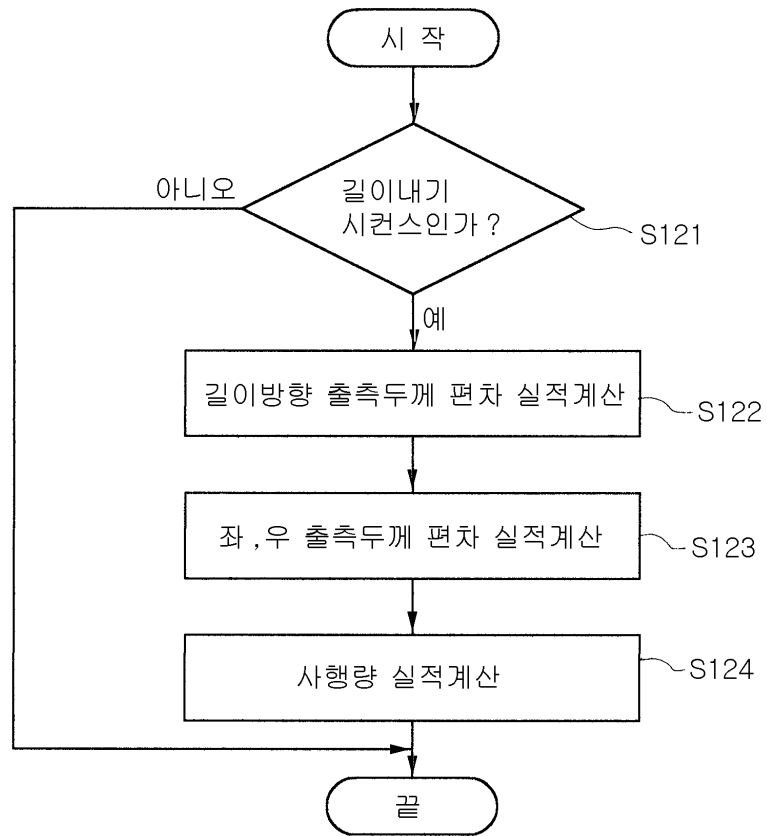 시 작
길이내기
시컨스인가?
아니오
S121
예
길이방향 출측두께 편차 실적계산
S122
좌,우 출측두께 편차 실적계산
S123
사행량 실적계산
S124
끝